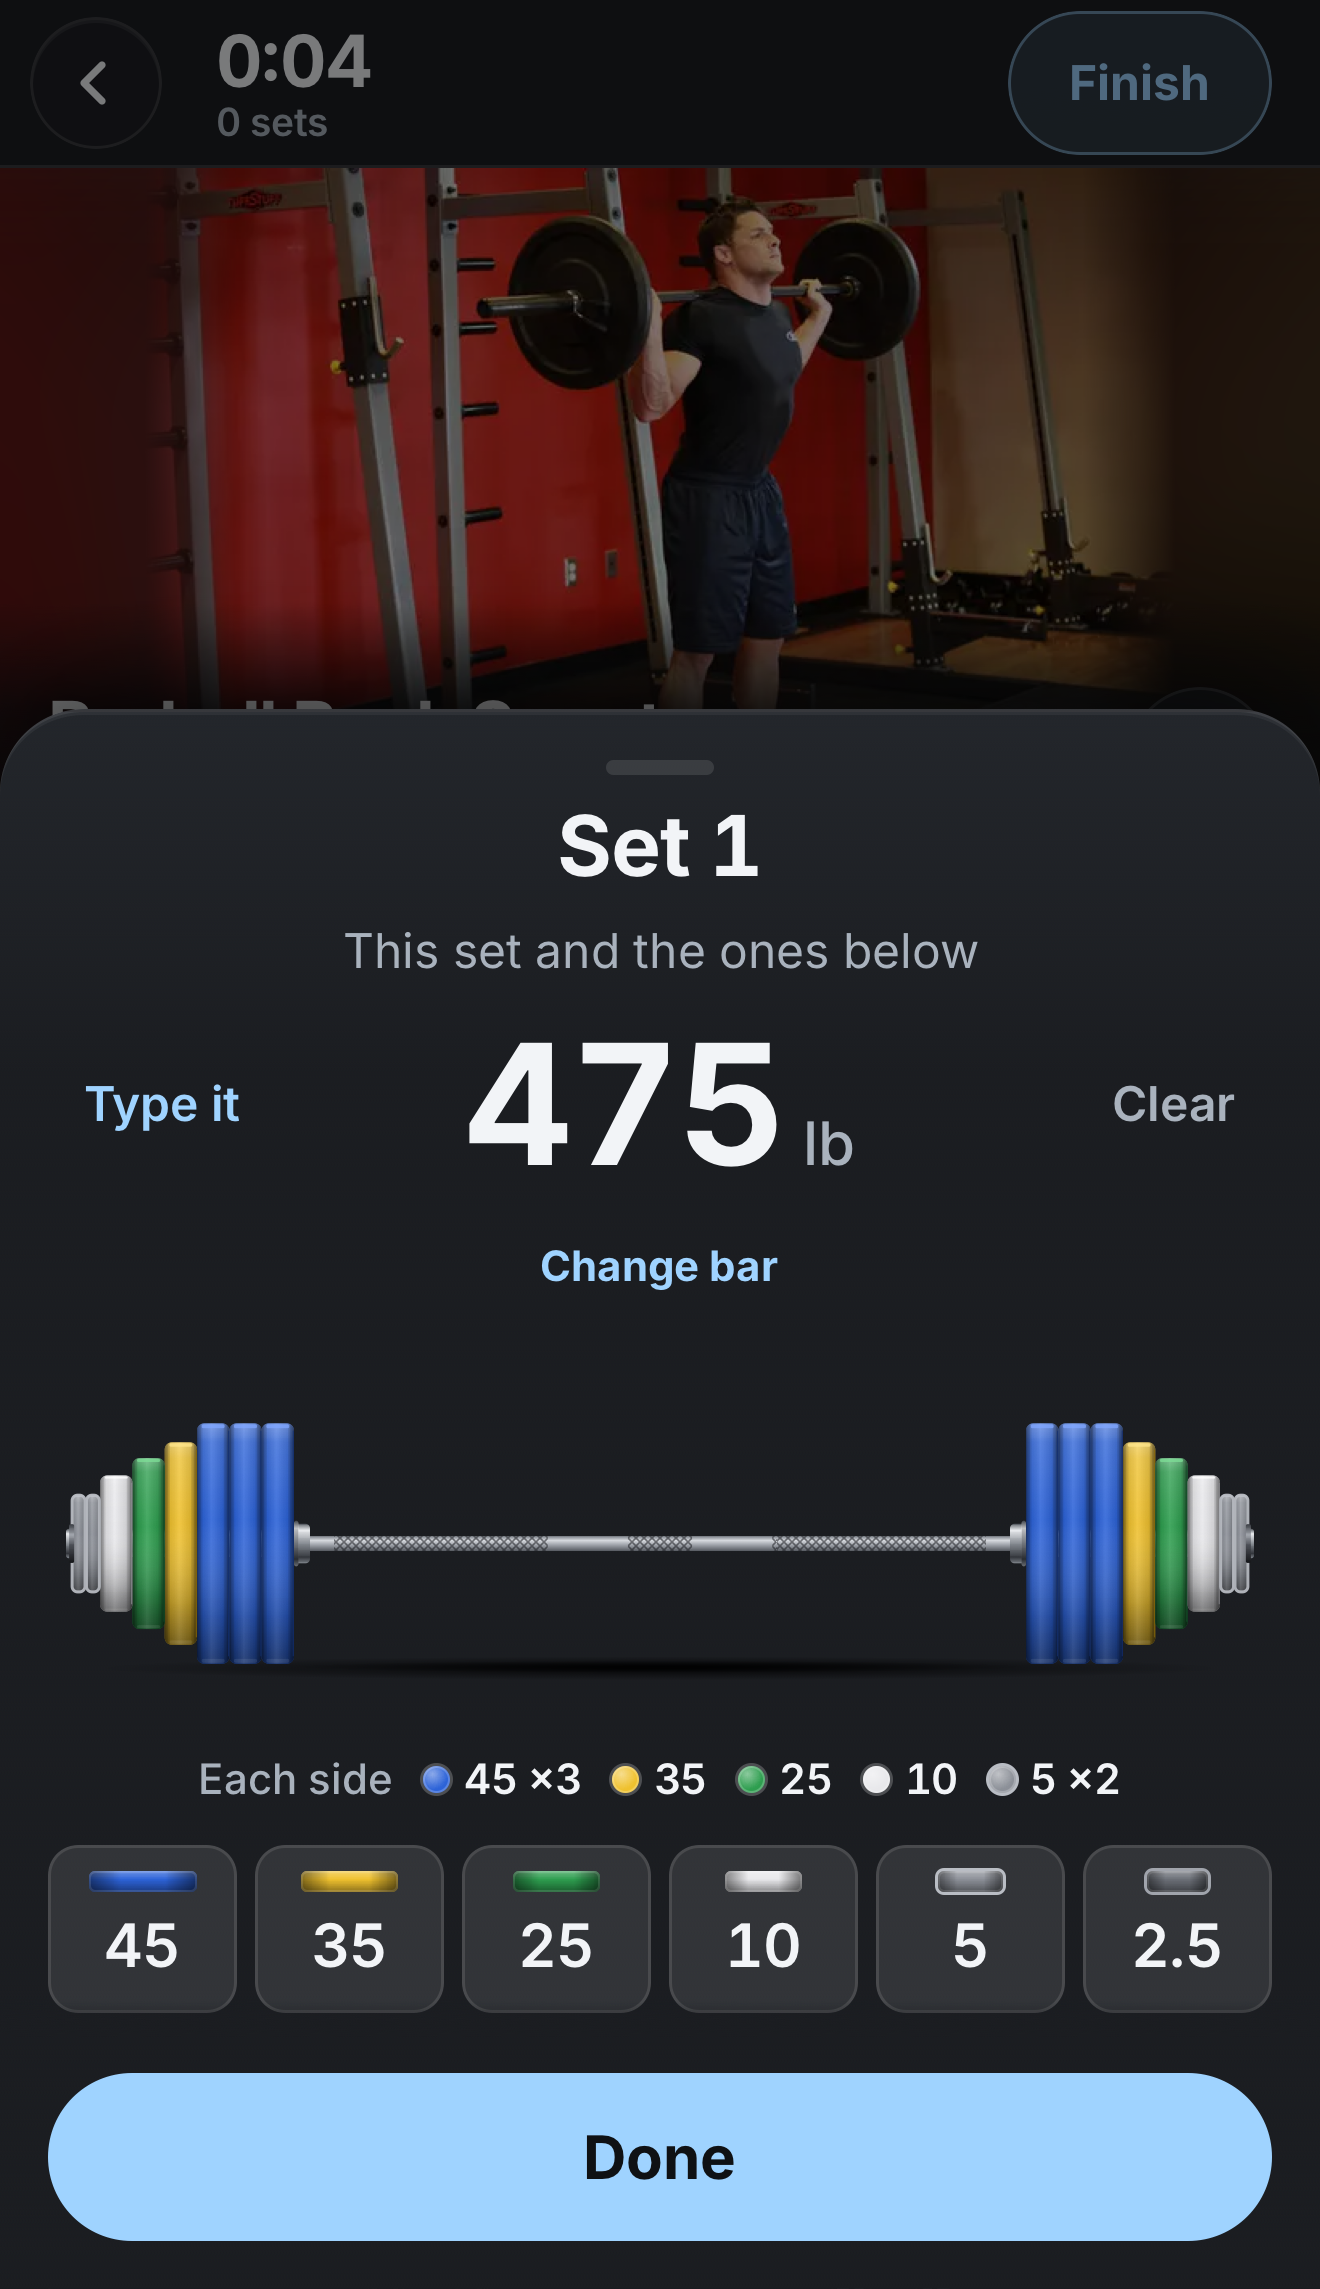 0:04
0 sets
Finish
Set 1
This set and the ones below
Type it
475 lb
Clear
Change bar
Each side 45 ×3 35 25 10 5 ×2
45 35 25 10 5 2.5
Done